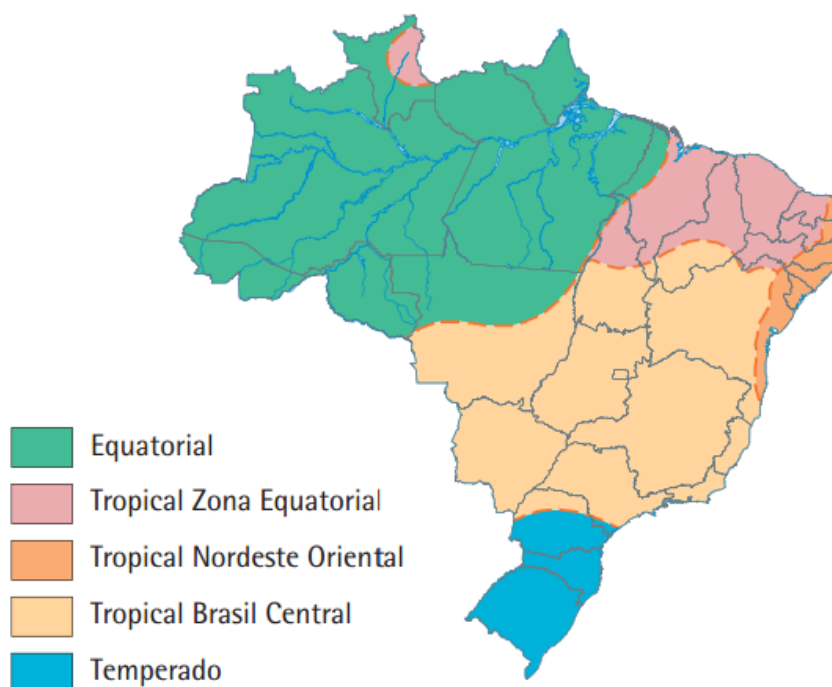 Equatorial
Tropical Zona Equatorial
Tropical Nordeste Oriental
Tropical Brasil Central
Temperado